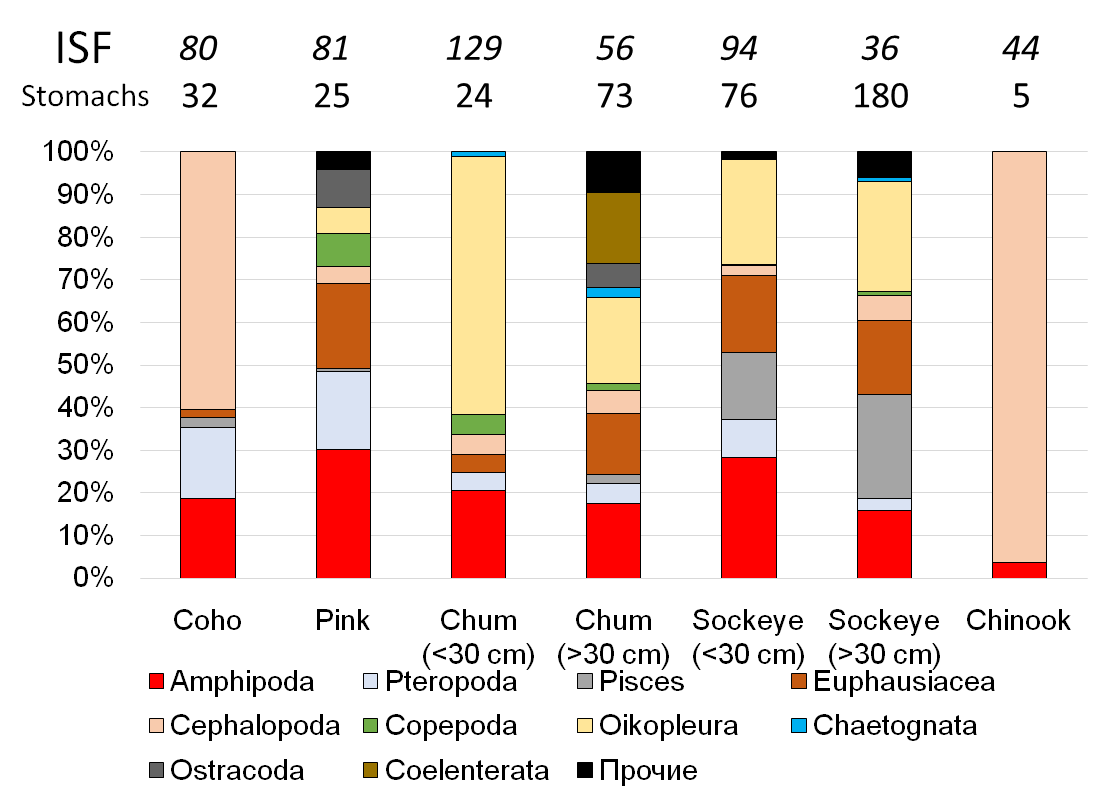 ISF 80 81 129 56 94 36 44
Stomachs 32 25 24 73 76 180 5
100%
90%
80%
70%
60%
50%
40%
30%
20%
10%
0%
Coho Pink Chum Chum Sockeye Sockeye Chinook
(<30 cm) (>30 cm) (<30 cm) (>30 cm)
Amphipoda Pteropoda Pisces Euphausiacea
Cephalopoda Copepoda Oikopleura Chaetognata
Ostracoda Coelenterata Прочие